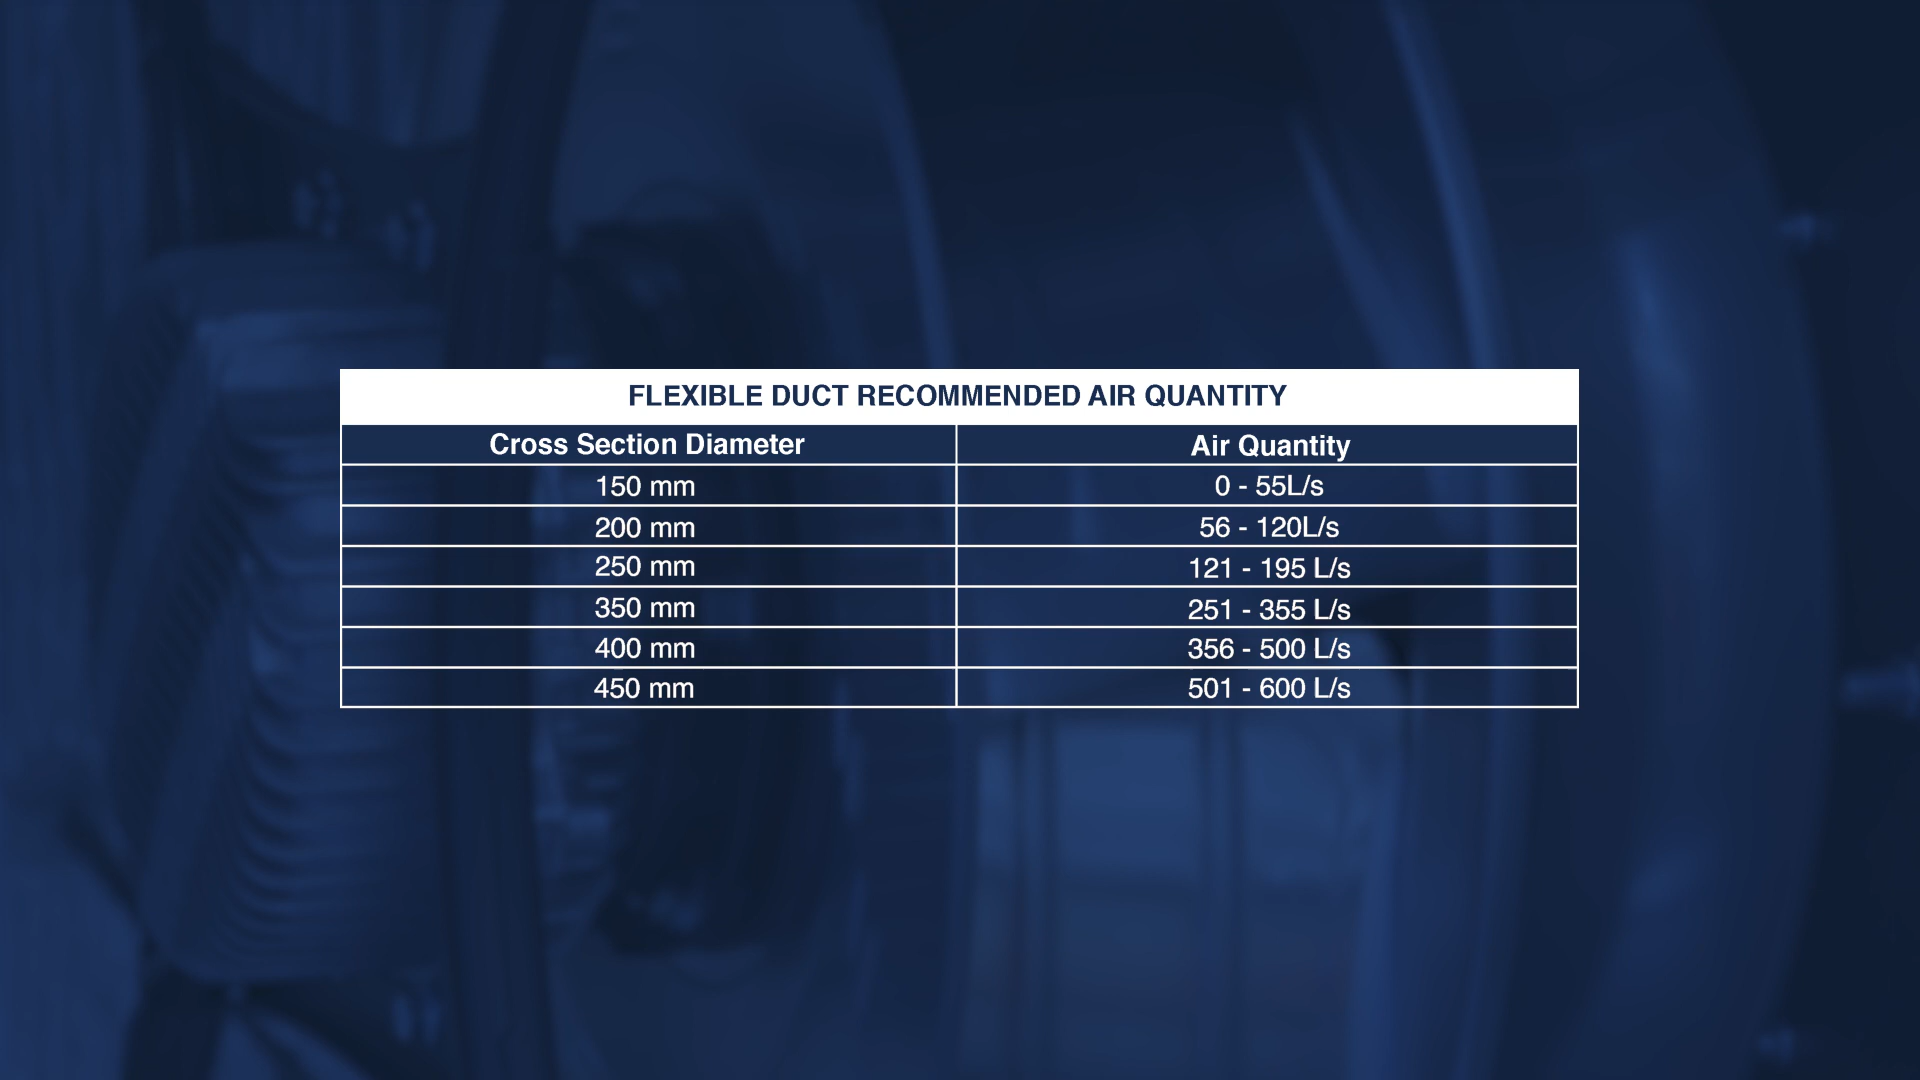 FLEXIBLE DUCT RECOMMENDED AIR QUANTITY
Cross Section Diameter Air Quantity
150 mm 0 - 55L/s
200 mm 56 - 120L/s
250 mm 121 - 195 L/s
350 mm 251 - 355 L/s
400 mm 356 - 500 L/s
450 mm 501 - 600 L/s